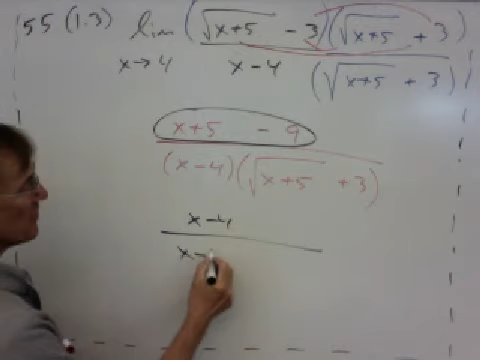 55 (1.3) lim (√x+5 - 3)(√x+5 + 3)
x→4 x-4 (√x+5 + 3)
x+5 - 9
(x-4)(√x+5 + 3)
x-4
x-